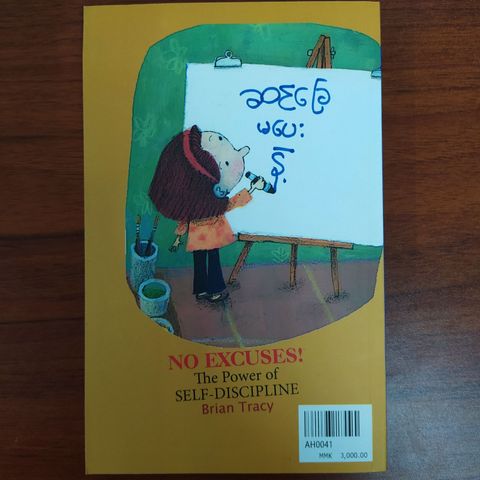 ဆင်ခြေ
မပေး
နဲ့
NO EXCUSES!
The Power of
SELF-DISCIPLINE
Brian Tracy
AH0041
MMK 3,000.00